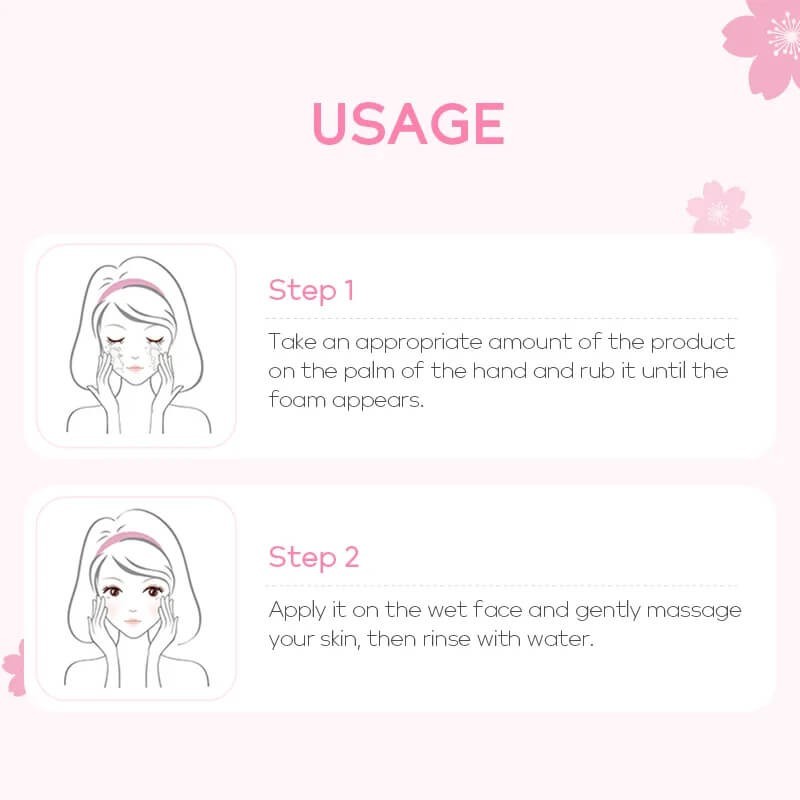 USAGE
Step 1
Take an appropriate amount of the product
on the palm of the hand and rub it until the
foam appears.
Step 2
Apply it on the wet face and gently massage
your skin, then rinse with water.